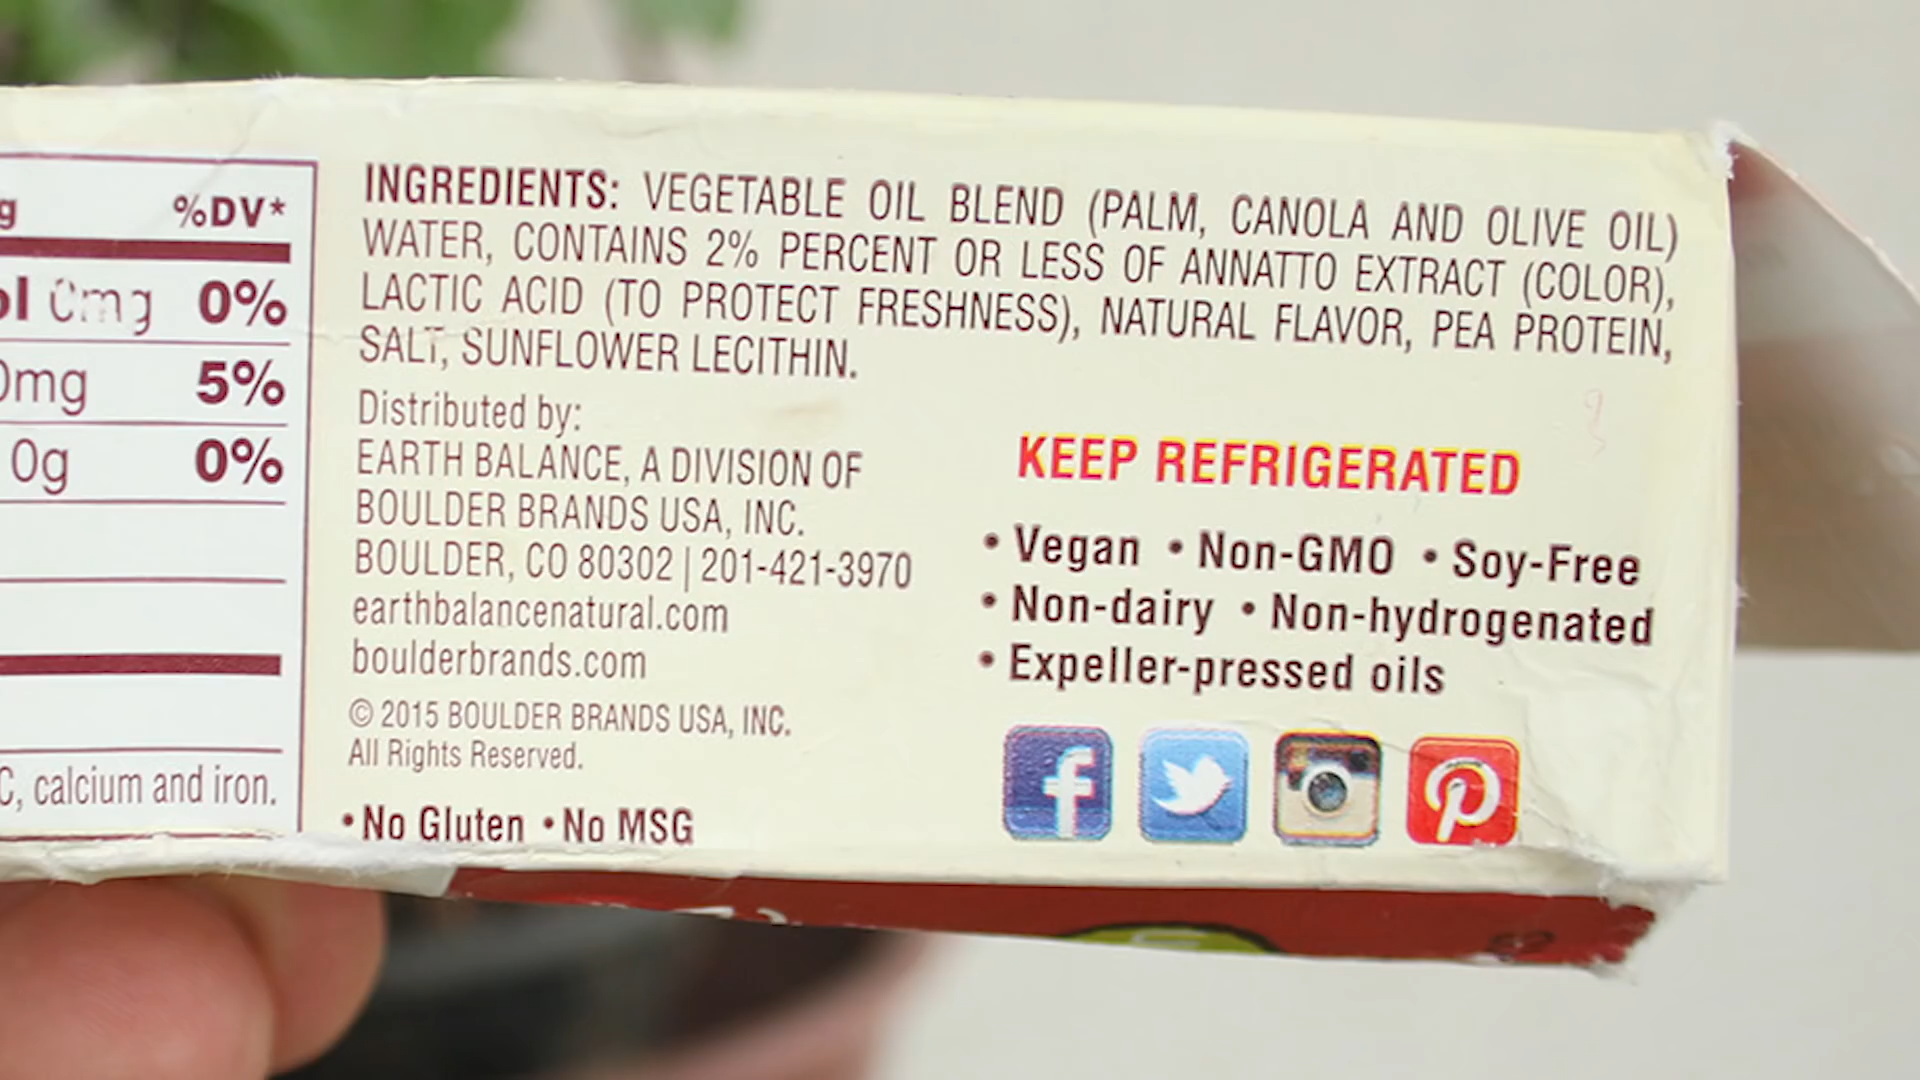 g %DV*
ol 0mg 0%
0mg 5%
0g 0%
C, calcium and iron.
INGREDIENTS: VEGETABLE OIL BLEND (PALM, CANOLA AND OLIVE OIL)
WATER, CONTAINS 2% PERCENT OR LESS OF ANNATTO EXTRACT (COLOR),
LACTIC ACID (TO PROTECT FRESHNESS), NATURAL FLAVOR, PEA PROTEIN,
SALT, SUNFLOWER LECITHIN.
Distributed by:
EARTH BALANCE, A DIVISION OF
BOULDER BRANDS USA, INC.
BOULDER, CO 80302 | 201-421-3970
earthbalancenatural.com
boulderbrands.com
© 2015 BOULDER BRANDS USA, INC.
All Rights Reserved.
• No Gluten • No MSG
KEEP REFRIGERATED
• Vegan • Non-GMO • Soy-Free
• Non-dairy • Non-hydrogenated
• Expeller-pressed oils